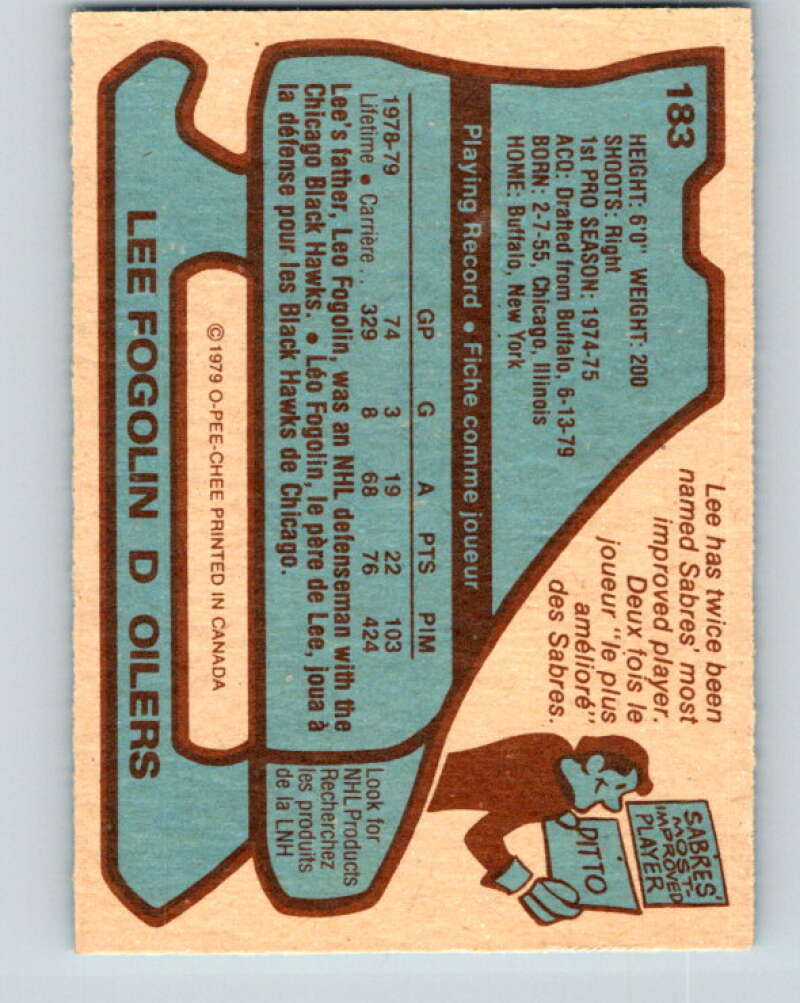 183
HEIGHT: 6'0" WEIGHT: 200
SHOOTS: Right
1st PRO SEASON: 1974-75
ACQ: Drafted from Buffalo, 6-13-79
BORN: 2-7-55, Chicago, Illinois
HOME: Buffalo, New York
Lee has twice been
named Sabres' most
improved player.
Deux fois le
joueur "le plus
amélioré"
des Sabres.
SABRES'
MOST-
IMPROVED
PLAYER
DITTO
Playing Record • Fiche comme joueur
GP G A PTS PIM
1978-79 74 3 19 22 103
Lifetime • Carrière . . 329 8 68 76 424
Lee's father, Leo Fogolin, was an NHL defenseman with the
Chicago Black Hawks. • Léo Fogolin, le père de Lee, joua à
la défense pour les Black Hawks de Chicago.
Look for
NHL Products
Recherchez
les produits
de la LNH
© 1979 O-PEE-CHEE PRINTED IN CANADA
LEE FOGOLIN D OILERS